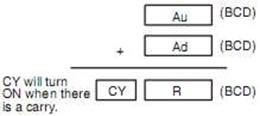 Au (BCD)
+ Ad (BCD)
CY will turn
ON when there
is a carry.
CY R (BCD)